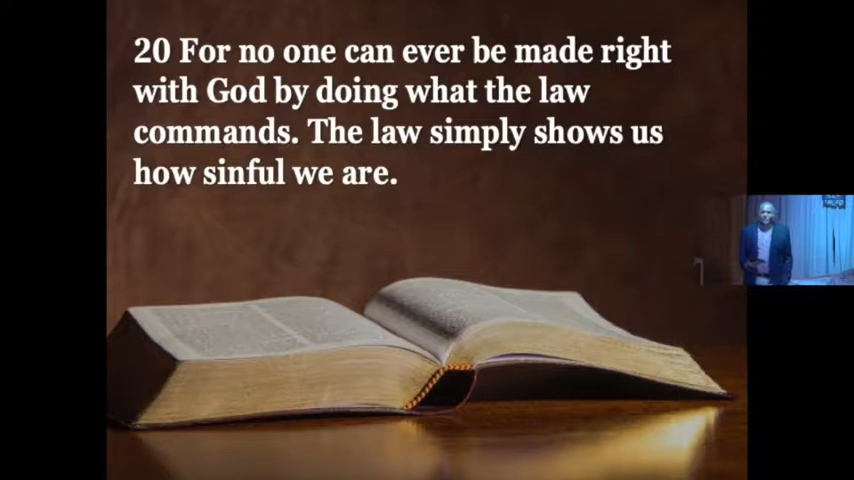 20 For no one can ever be made right
with God by doing what the law
commands. The law simply shows us
how sinful we are.